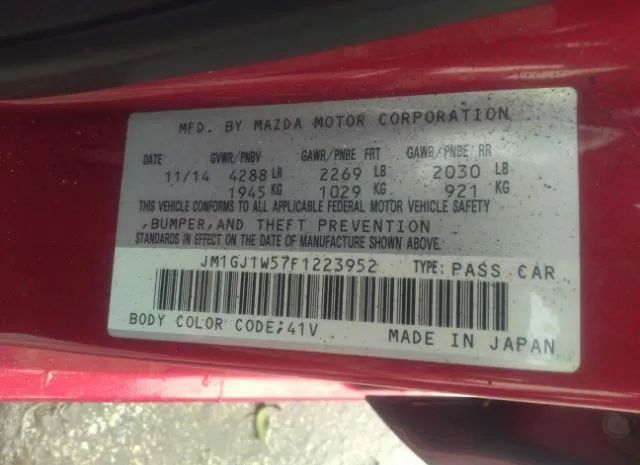 MFD. BY MAZDA MOTOR CORPORATION
DATE GVWR/PNBV GAWR/PNBE FRT GAWR/PNBE RR
11/14 4288 LB 2269 LB 2030 LB
1945 KG 1029 KG 921 KG
THIS VEHICLE CONFORMS TO ALL APPLICABLE FEDERAL MOTOR VEHICLE SAFETY
,BUMPER,AND THEFT PREVENTION
STANDARDS IN EFFECT ON THE DATE OF MANUFACTURE SHOWN ABOVE.
JM1GJ1W57F1223952 TYPE: PASS CAR
BODY COLOR CODE;41V MADE IN JAPAN